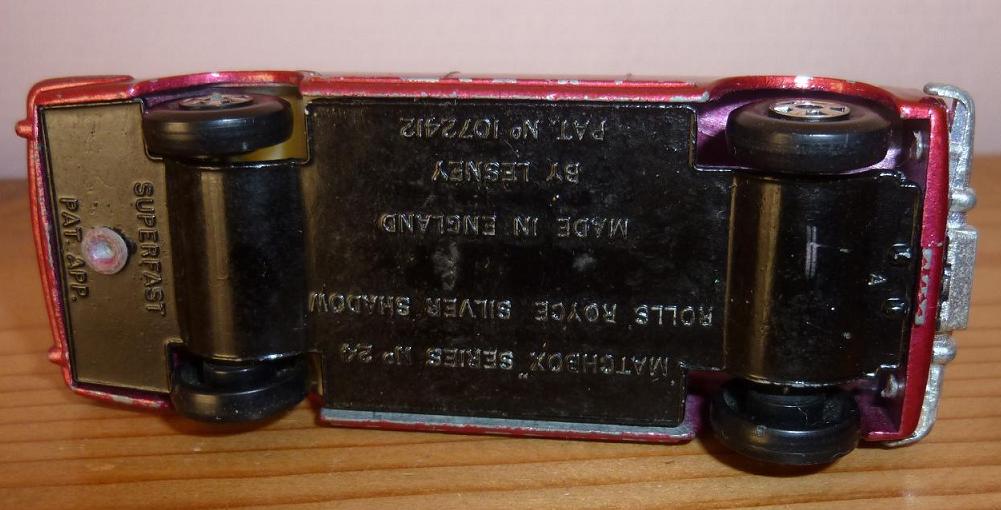 "MATCHBOX" SERIES Nº 24
ROLLS ROYCE SILVER SHADOW
MADE IN ENGLAND
BY LESNEY
PAT. Nº 1072412
SUPERFAST
PAT. APP.